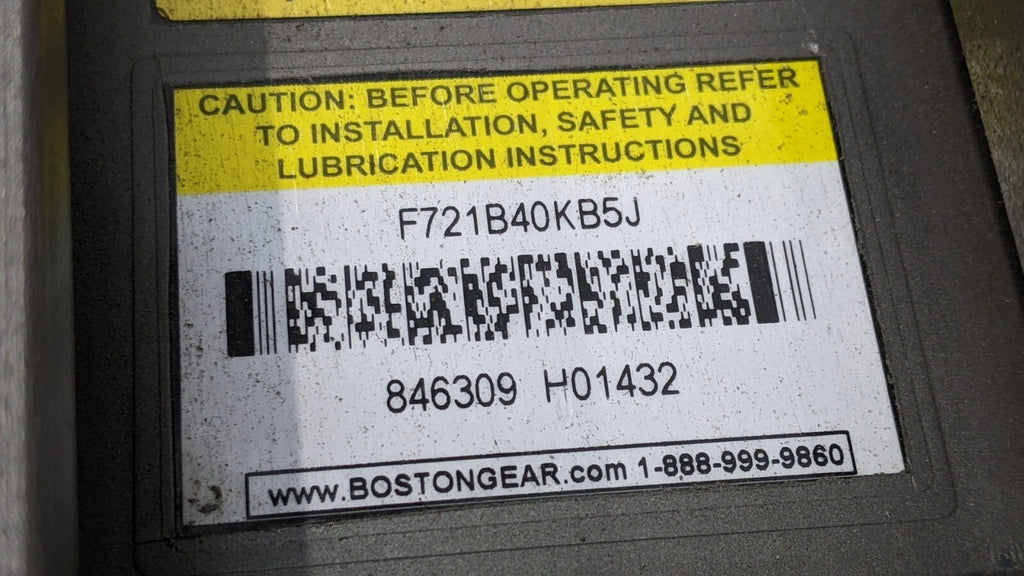 CAUTION: BEFORE OPERATING REFER
TO INSTALLATION, SAFETY AND
LUBRICATION INSTRUCTIONS
F721B40KB5J
846309 H01432
www.BOSTONGEAR.com 1-888-999-9860